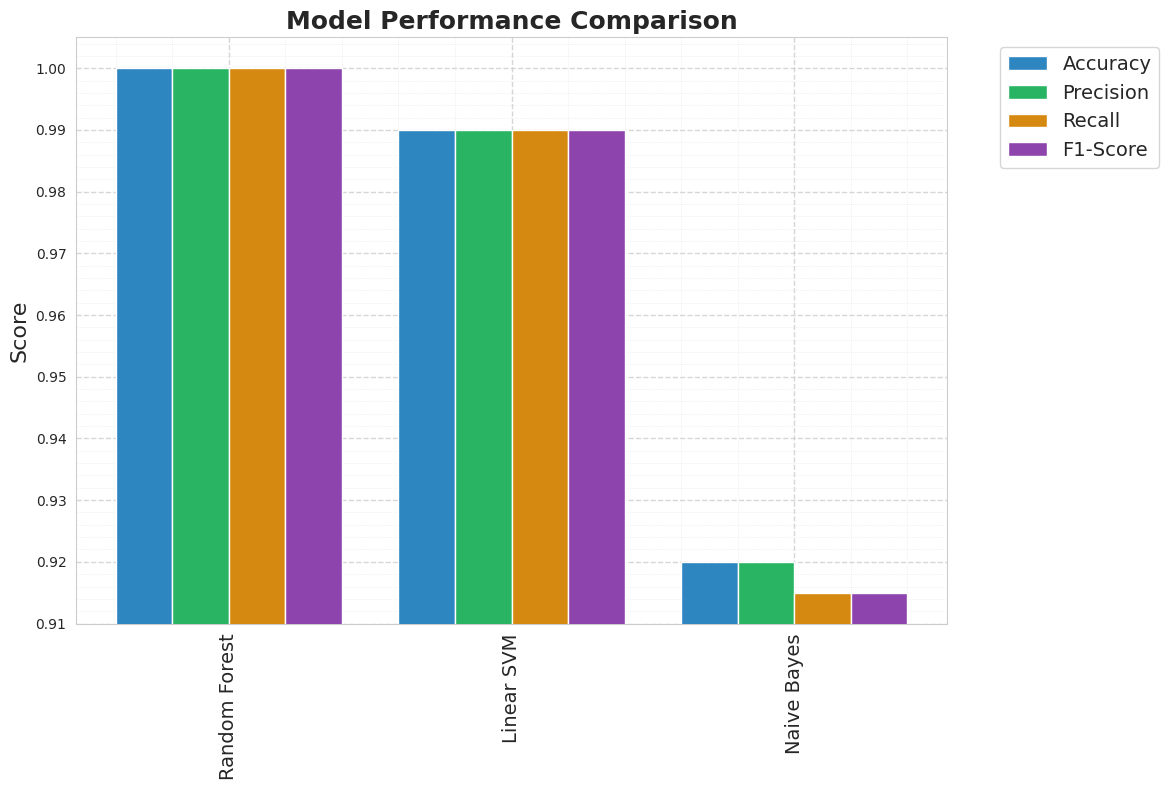 Model Performance Comparison
Accuracy
Precision
Recall
F1-Score
Score
1.00
0.99
0.98
0.97
0.96
0.95
0.94
0.93
0.92
0.91
Random Forest
Linear SVM
Naive Bayes